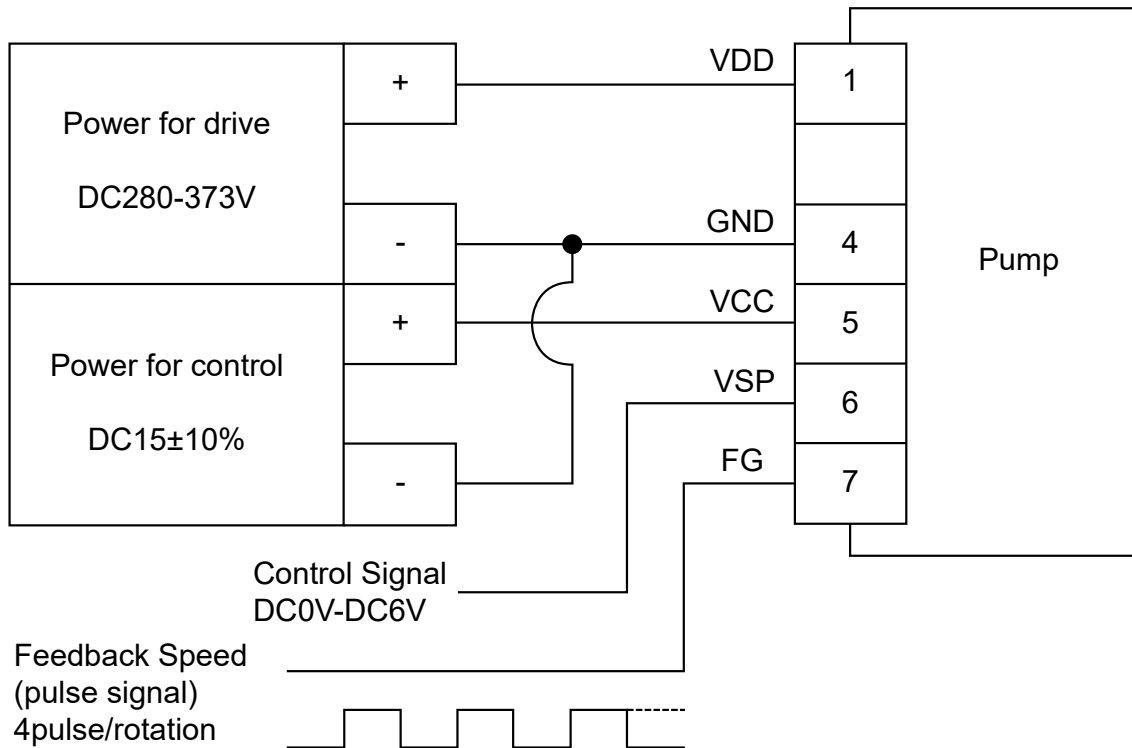 Power for drive
DC280-373V
+
-
Power for control
DC15±10%
+
-
VDD
GND
VCC
VSP
FG
1
4
5
6
7
Pump
Control Signal
DC0V-DC6V
Feedback Speed
(pulse signal)
4pulse/rotation